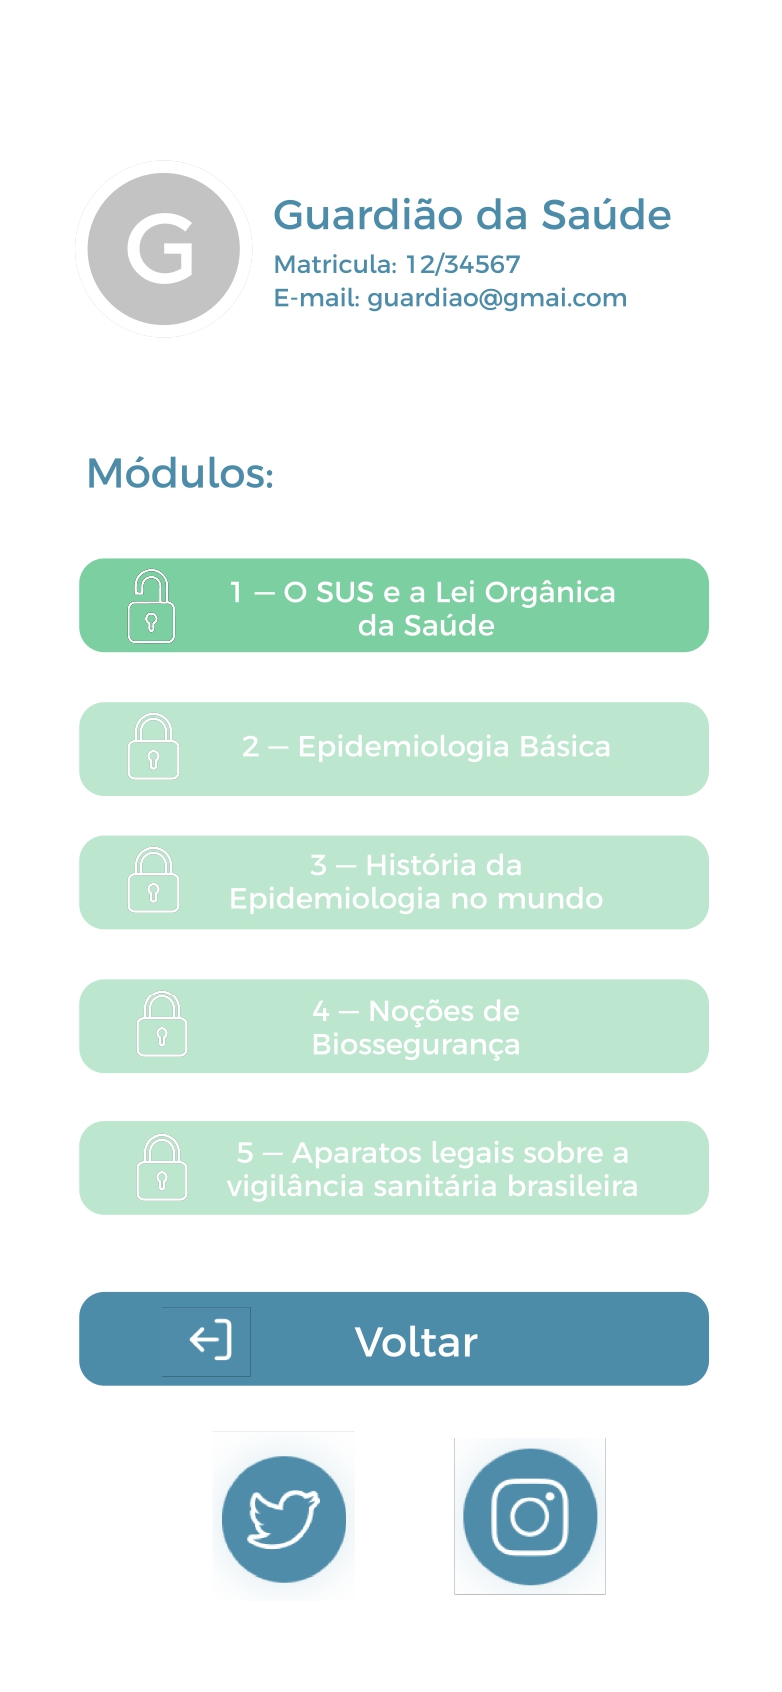 G
Guardião da Saúde
Matricula: 12/34567
E-mail: guardiao@gmai.com
Módulos:
1 — O SUS e a Lei Orgânica
da Saúde
2 — Epidemiologia Básica
3 — História da
Epidemiologia no mundo
4 — Noções de
Biossegurança
5 — Aparatos legais sobre a
vigilância sanitária brasileira
Voltar